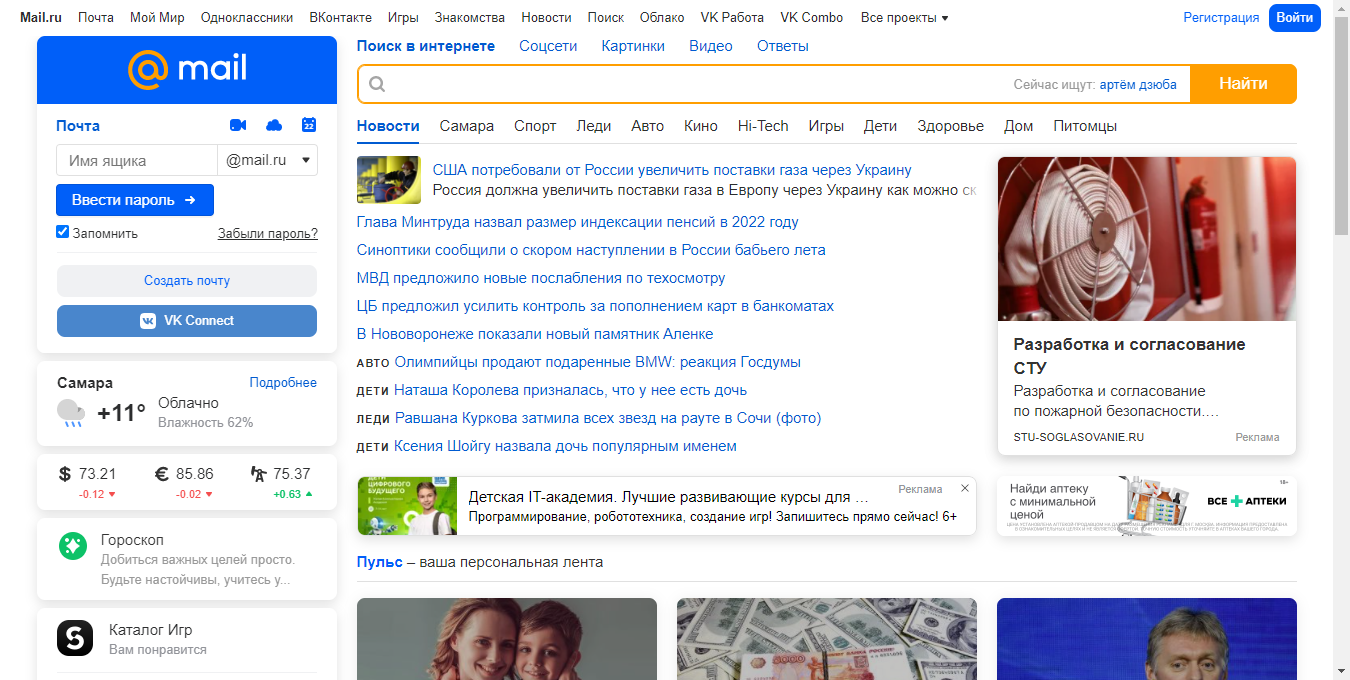 Mail.ru Почта Мой Мир Одноклассники ВКонтакте Игры Знакомства Новости Поиск Облако VK Работа VK Combo Все проекты Регистрация Войти
mail
Почта
22
Имя ящика @mail.ru
Ввести пароль
Запомнить Забыли пароль?
Создать почту
VK Connect
Самара Подробнее
+11° Облачно
Влажность 62%
$ 73.21 € 85.86 75.37
-0.12 -0.02 +0.63
Гороскоп
Добиться важных целей просто.
Будьте настойчивы, учитесь у...
Каталог Игр
Вам понравится
Поиск в интернете Соцсети Картинки Видео Ответы
Сейчас ищут: артём дзюба Найти
Новости Самара Спорт Леди Авто Кино Hi-Tech Игры Дети Здоровье Дом Питомцы
США потребовали от России увеличить поставки газа через Украину
Россия должна увеличить поставки газа в Европу через Украину как можно ск
Глава Минтруда назвал размер индексации пенсий в 2022 году
Синоптики сообщили о скором наступлении в России бабьего лета
МВД предложило новые послабления по техосмотру
ЦБ предложил усилить контроль за пополнением карт в банкоматах
В Нововоронеже показали новый памятник Аленке
АВТО Олимпийцы продают подаренные BMW: реакция Госдумы
ДЕТИ Наташа Королева призналась, что у нее есть дочь
ЛЕДИ Равшана Куркова затмила всех звезд на рауте в Сочи (фото)
ДЕТИ Ксения Шойгу назвала дочь популярным именем
Разработка и согласование
СТУ
Разработка и согласование
по пожарной безопасности....
STU-SOGLASOVANIE.RU Реклама
ДЕТИ
ЦИФРОВОГО
БУДУЩЕГО
Детская IT-академия. Лучшие развивающие курсы для ... Реклама
Программирование, робототехника, создание игр! Запишитесь прямо сейчас! 6+
Найди аптеку
с минимальной
ценой
ВСЕ АПТЕКИ
18+
Пульс – ваша персональная лента